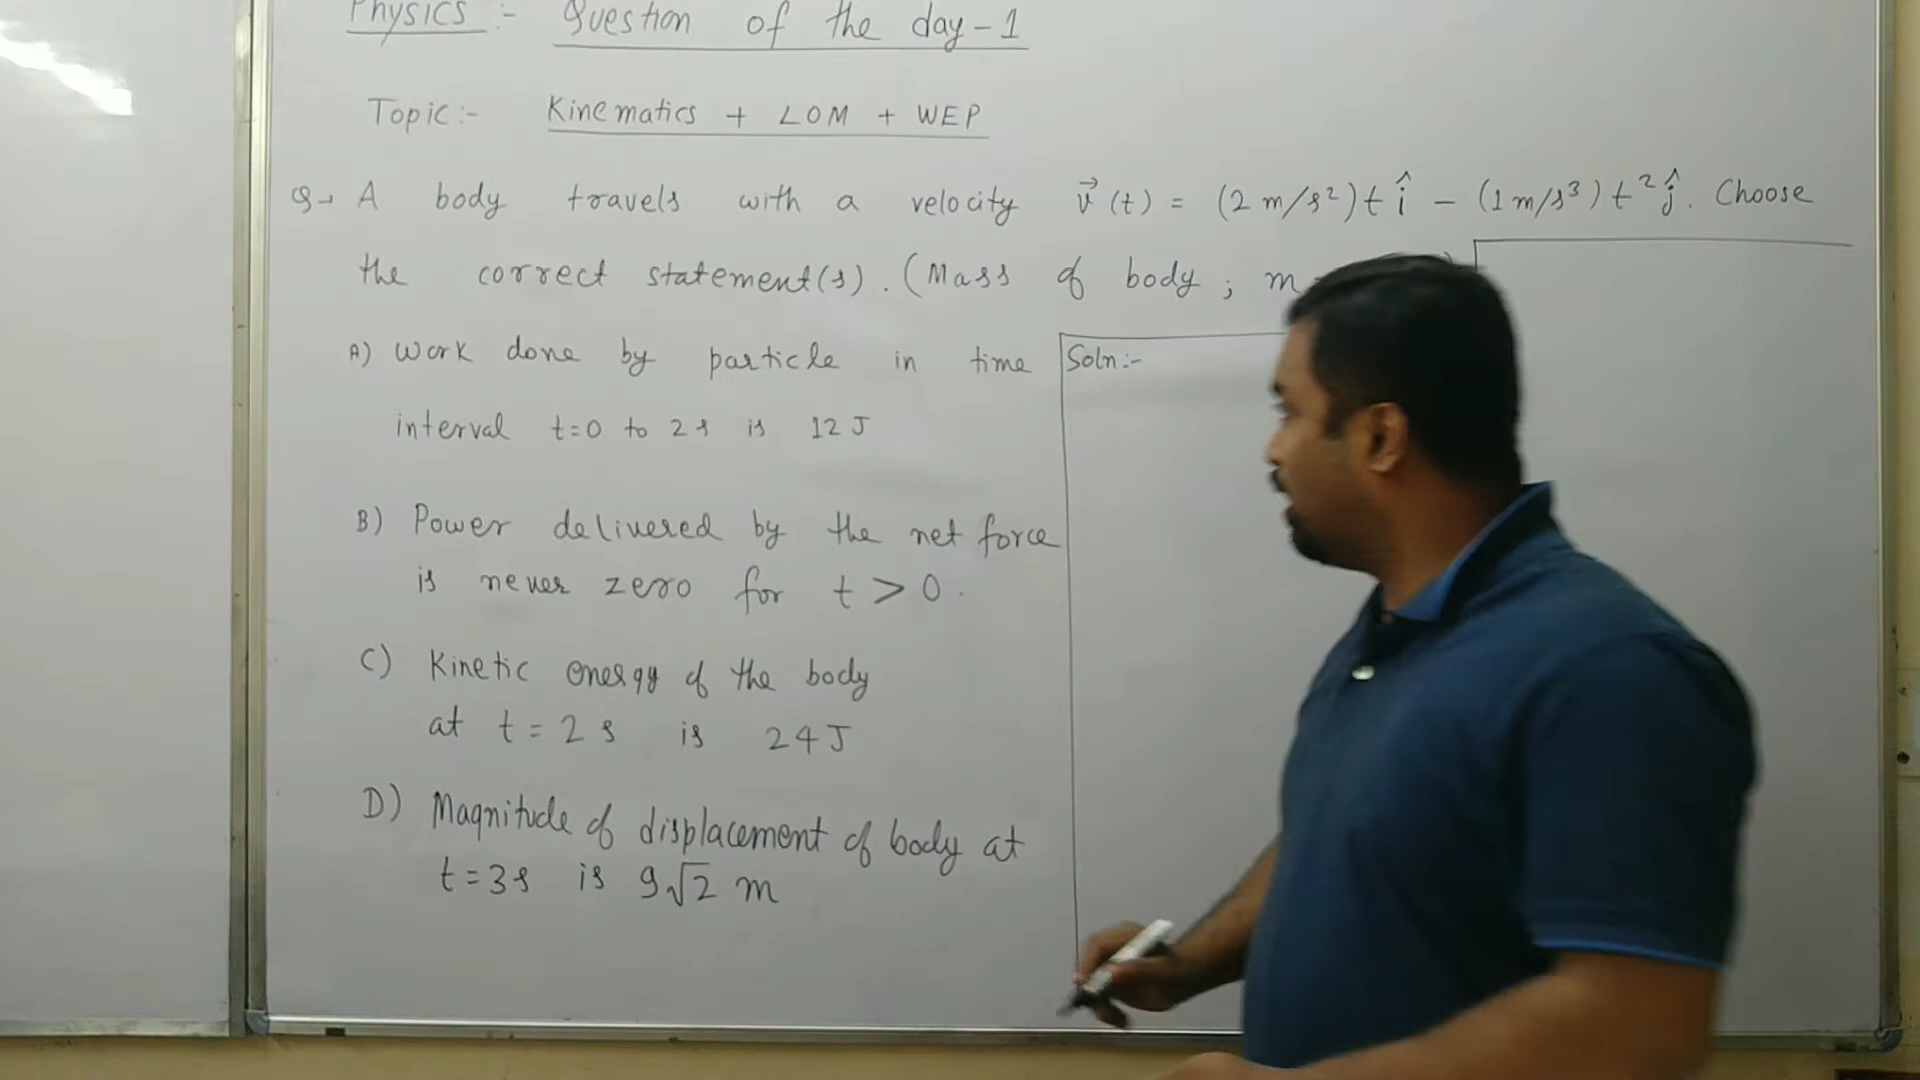 Physics :- Question of the day-1
Topic :- Kinematics + LOM + WEP
Q→ A body travels with a velocity v⃗(t) = (2 m/s²)t î − (1 m/s³)t² ĵ. Choose
the correct statement(s). (Mass of body ; m
A) Work done by particle in time
interval t=0 to 2s is 12 J
B) Power delivered by the net force
is never zero for t > 0.
C) Kinetic energy of the body
at t = 2 s is 24 J
D) Magnitude of displacement of body at
t = 3s is 9√2 m
Soln:-